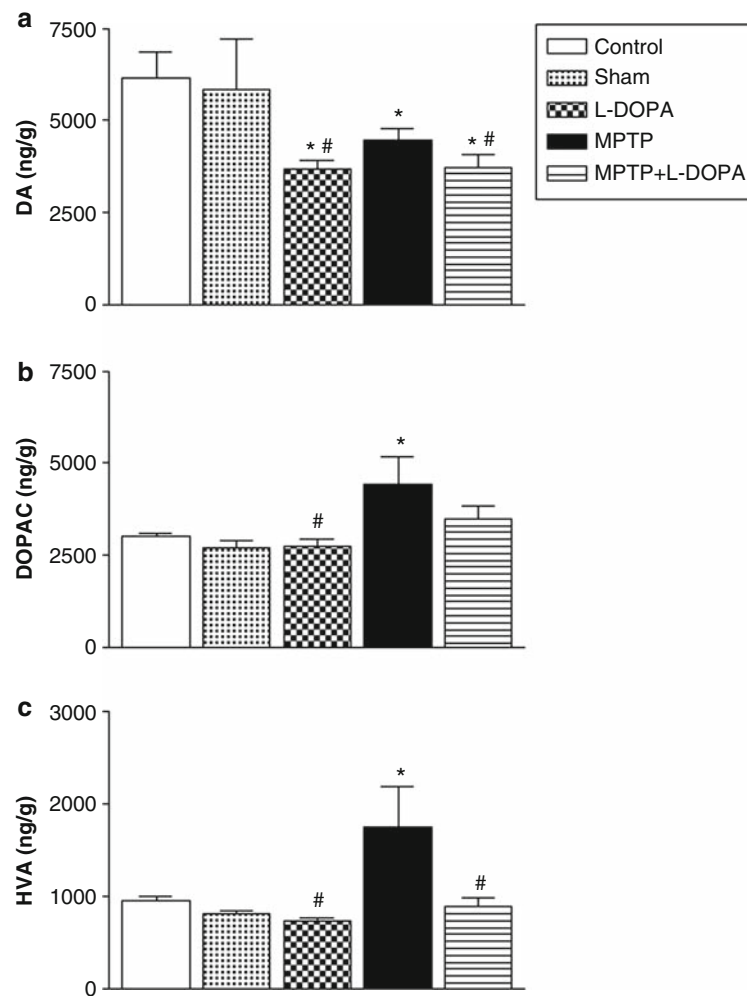 a
7500
5000
2500
0
DA (ng/g)
* #
*
* #
Control
Sham
L-DOPA
MPTP
MPTP+L-DOPA
b
7500
5000
2500
0
DOPAC (ng/g)
#
*
c
3000
2000
1000
0
HVA (ng/g)
#
*
#